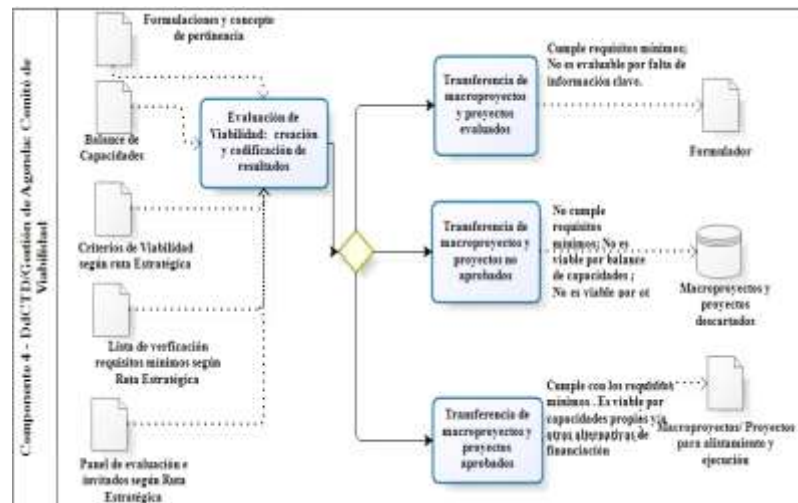 Componente 4 - DdCTD/Gestión de Agenda: Comité de
Viabilidad
Formulaciones y concepto
de pertinencia
Balance de
Capacidades
Criterios de Viabilidad
según ruta Estratégica
Lista de verficación
requisitos mínimos según
Ruta Estratégica
Panel de evaluación e
invitados según Ruta
Estratégica
Evaluación de
Viabilidad: creación
y codificación de
resultados
Transferencia de
macroproyectos
y proyectos
evaluados
Cumple requisitos mínimos;
No es evaluable por falta de
información clave.
Formulador
Transferencia de
macroproyectos y
proyectos no
aprobados
No cumple
requisitos
mínimos; No es
viable por balance
de capacidades ;
No es viable por ot
Macroproyectos y
proyectos
descartados
Transferencia de
macroproyectos y
proyectos
aprobados
Cumple con los requisitos
mínimos . Es viable por
capacidades propias y/o
otras alternativas de
financiación
Macroproyectos/ Proyectos
para alistamiento y
ejecución